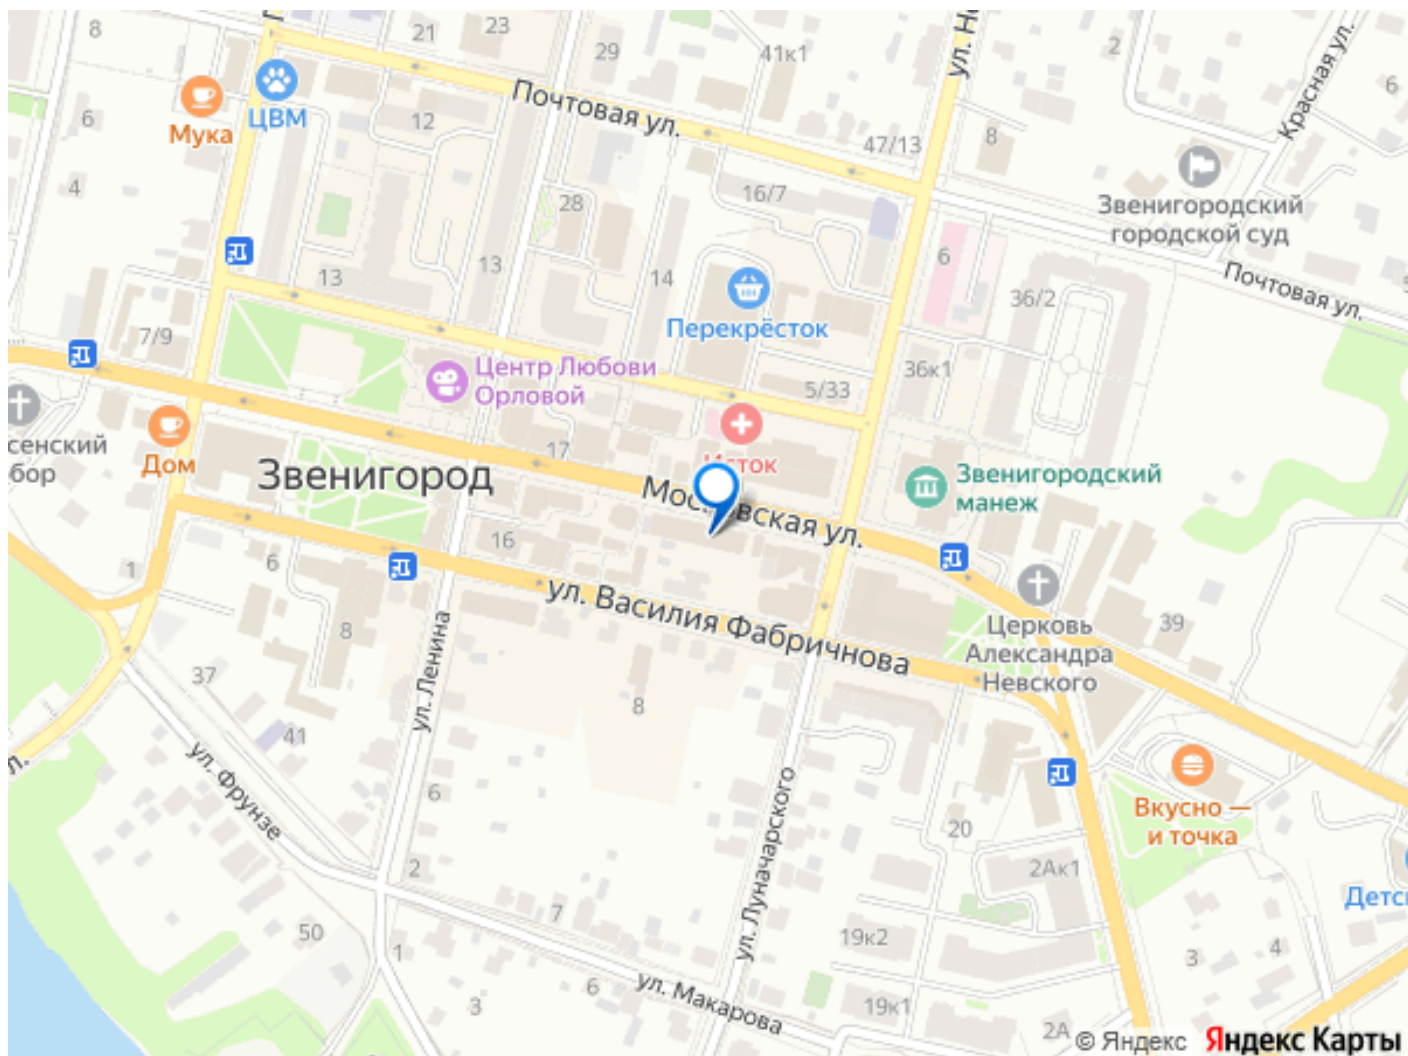 8
21
23
29
41к1
2
ул. Но
Красная ул.
6
Мука
ЦВМ
12
Почтовая ул.
47/13
8
6
4
28
16/7
Звенигородский
городской суд
13
13
14
6
36/2
Почтовая ул.
7/9
Перекрёсток
Центр Любови
Орловой
5/33
36к1
сенский
бор
Дом
17
Звенигород
Московская ул.
Звенигородский
манеж
16
1
6
8
ул. Ленина
ул. Василия Фабричнова
Церковь
Александра
Невского
39
37
41
8
ул. Фрунзе
6
2
7
50
1
3
6
ул. Макарова
ул. Луначарского
20
2Ак1
19к2
19к1
2А
3
4
Вкусно —
и точка
Детс
л.
© Яндекс
Яндекс Карты